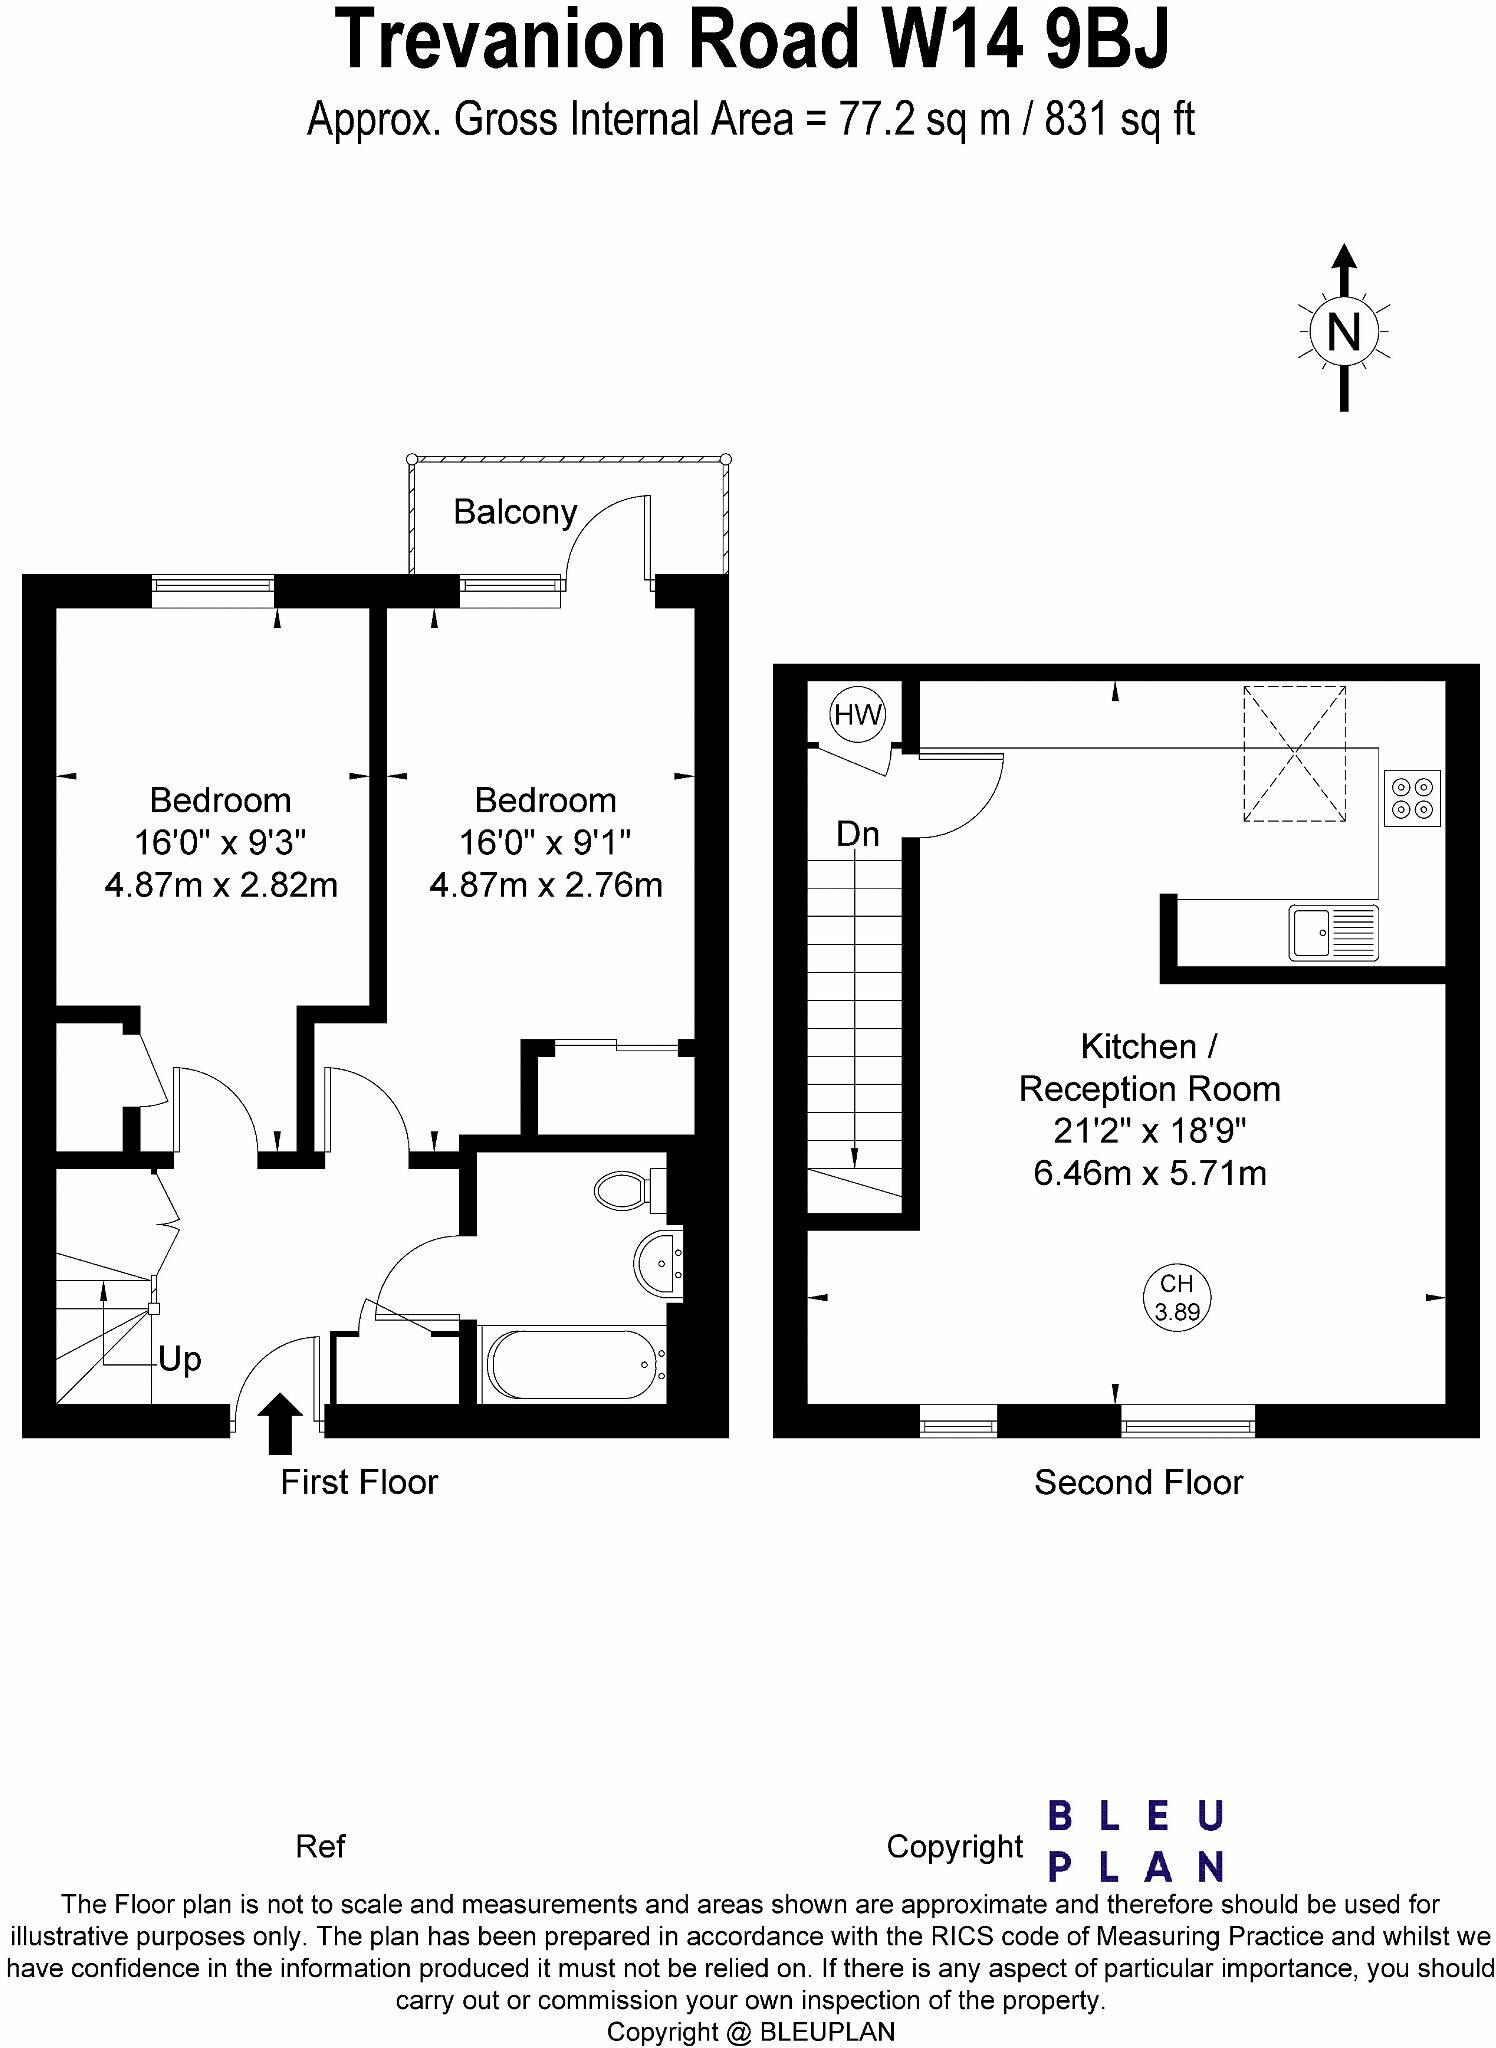 Trevanion Road W14 9BJ
Approx. Gross Internal Area = 77.2 sq m / 831 sq ft
N
Balcony
Bedroom
16'0" x 9'3"
4.87m x 2.82m
Bedroom
16'0" x 9'1"
4.87m x 2.76m
Up
First Floor
HW
Dn
Kitchen /
Reception Room
21'2" x 18'9"
6.46m x 5.71m
CH
3.89
Second Floor
Ref
Copyright
BLEU
PLAN
The Floor plan is not to scale and measurements and areas shown are approximate and therefore should be used for
illustrative purposes only. The plan has been prepared in accordance with the RICS code of Measuring Practice and whilst we
have confidence in the information produced it must not be relied on. If there is any aspect of particular importance, you should
carry out or commission your own inspection of the property.
Copyright @ BLEUPLAN